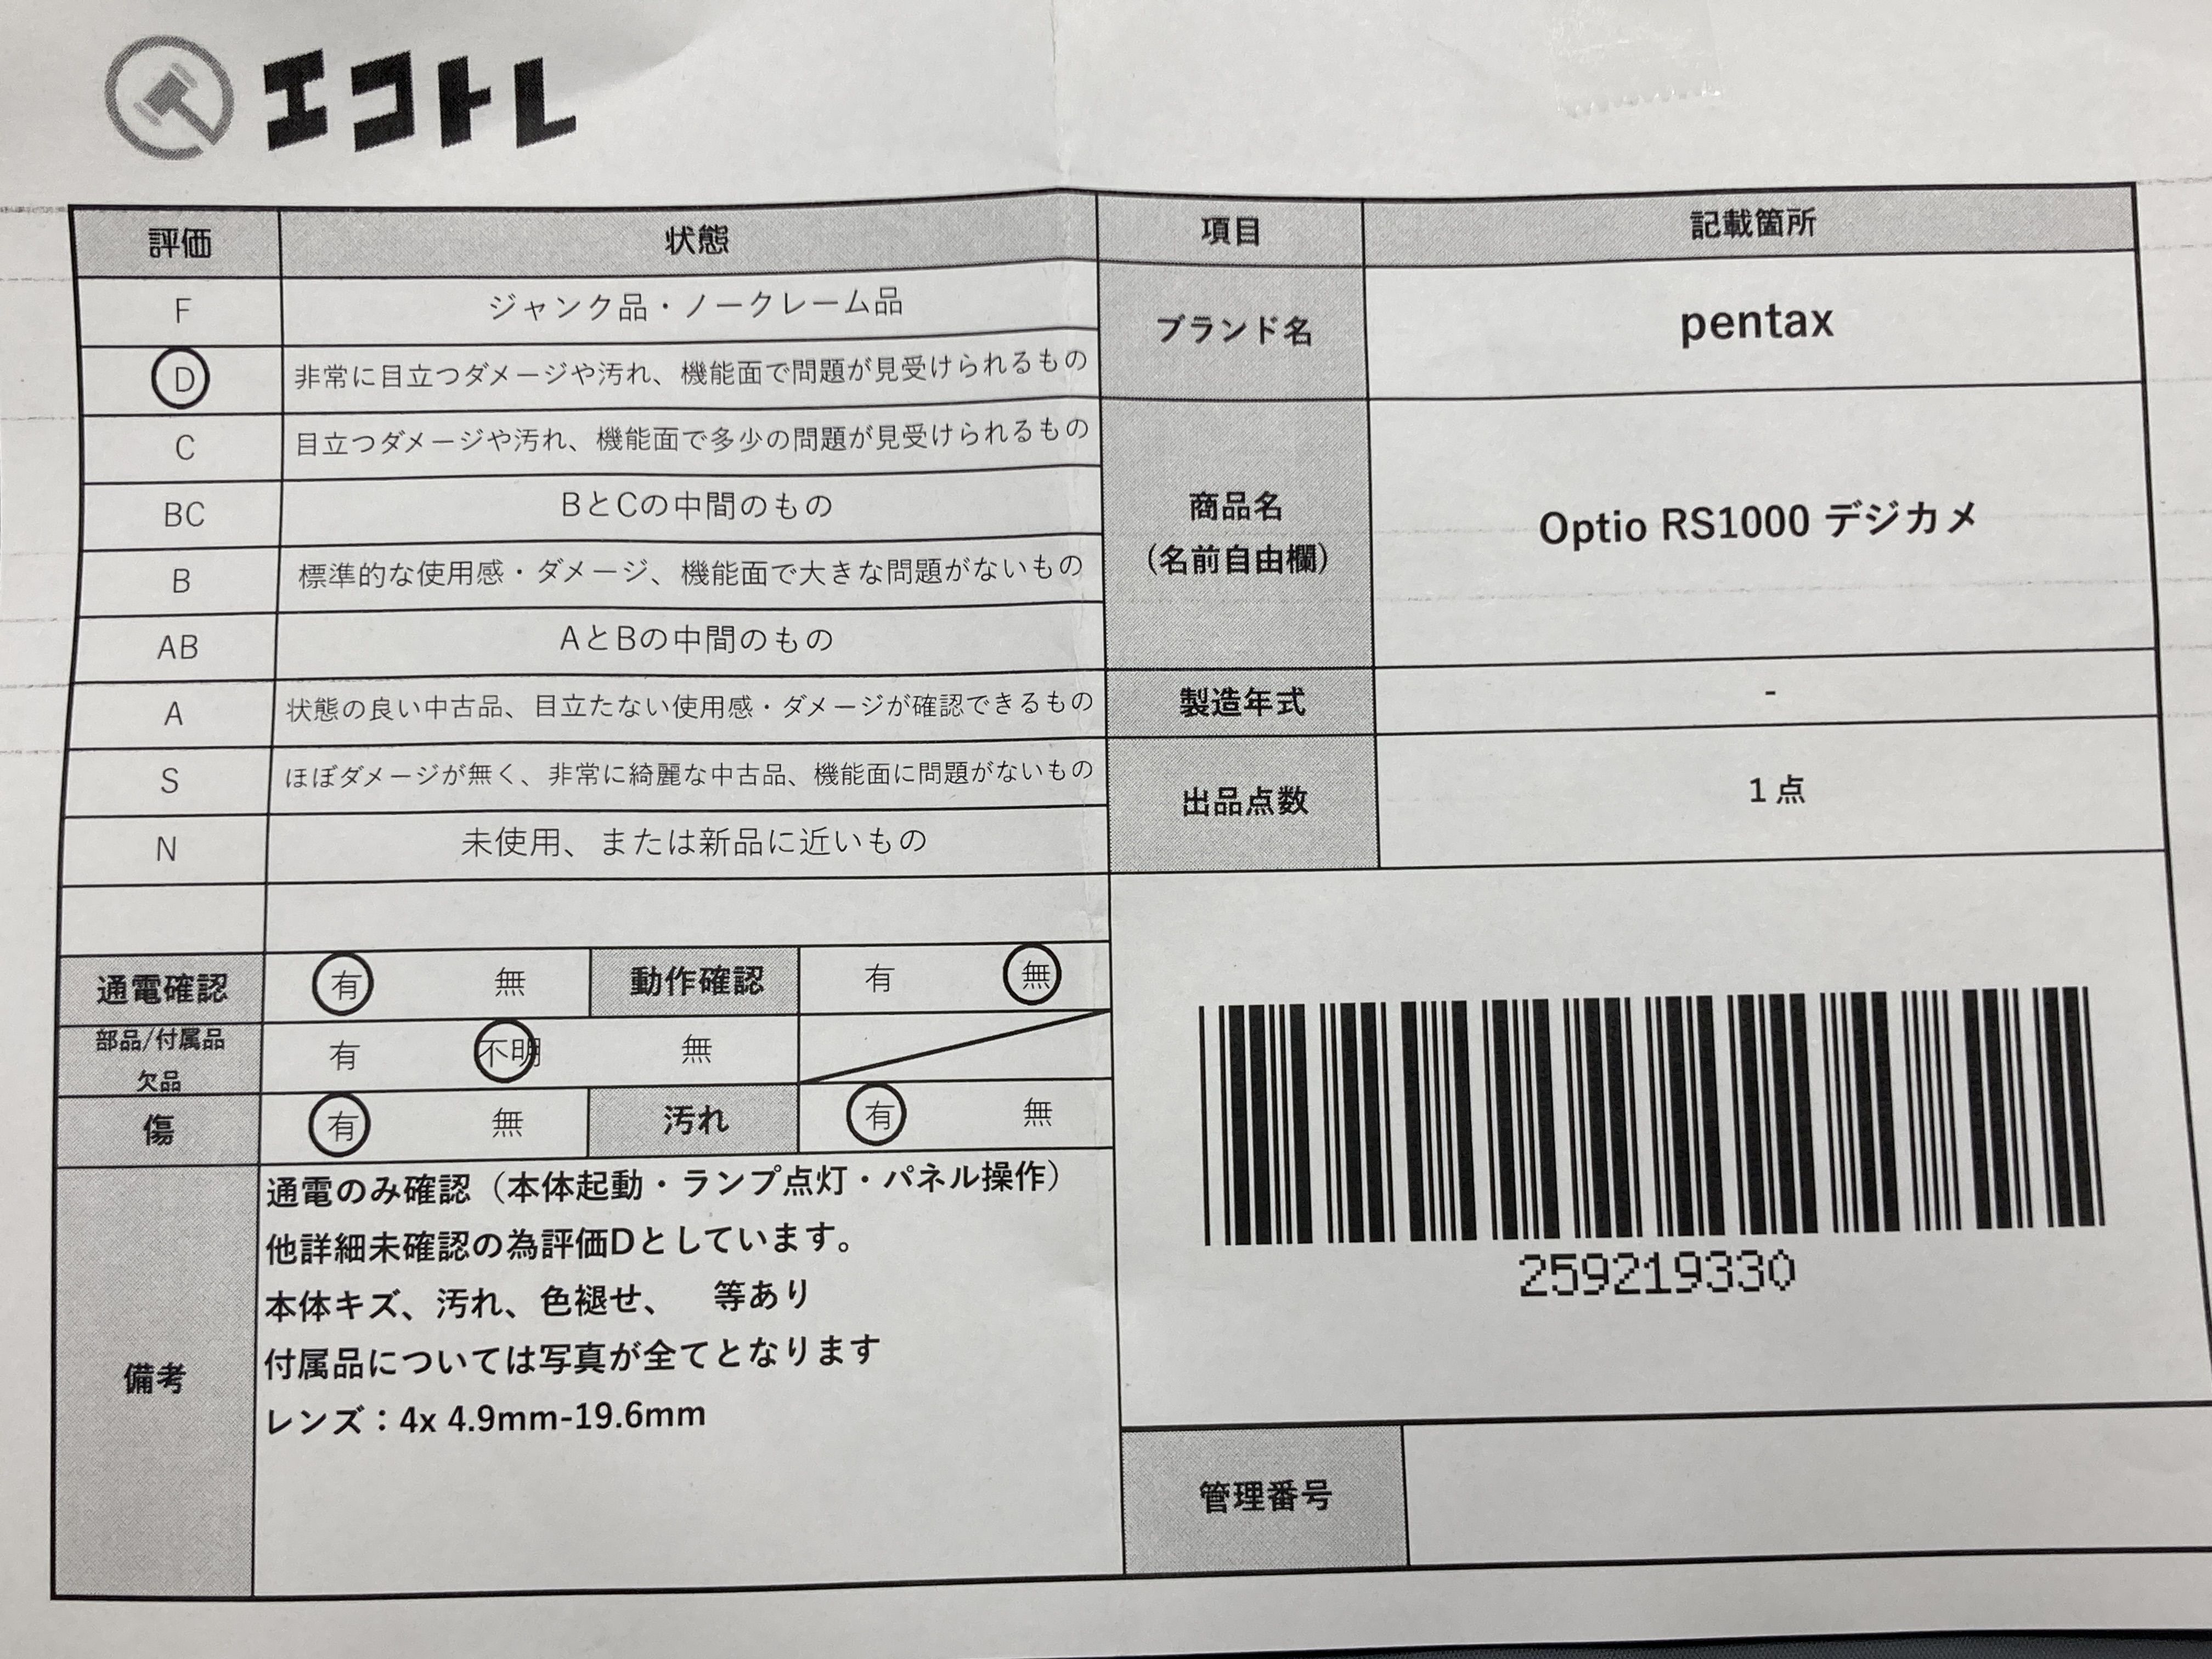 エコトレ
評価 状態
F ジャンク品・ノークレーム品
D 非常に目立つダメージや汚れ、機能面で問題が見受けられるもの
C 目立つダメージや汚れ、機能面で多少の問題が見受けられるもの
BC BとCの中間のもの
B 標準的な使用感・ダメージ、機能面で大きな問題がないもの
AB AとBの中間のもの
A 状態の良い中古品、目立たない使用感・ダメージが確認できるもの
S ほぼダメージが無く、非常に綺麗な中古品、機能面に問題がないもの
N 未使用、または新品に近いもの
通電確認 有 無 動作確認 有 無
部品/付属品
欠品
有 不明 無
傷 有 無 汚れ 有 無
備考
通電のみ確認（本体起動・ランプ点灯・パネル操作）
他詳細未確認の為評価Dとしています。
本体キズ、汚れ、色褪せ、 等あり
付属品については写真が全てとなります
レンズ：4x 4.9mm-19.6mm
項目 記載箇所
ブランド名 pentax
商品名
（名前自由欄）
Optio RS1000 デジカメ
製造年式 -
出品点数 1 点
259219330
管理番号